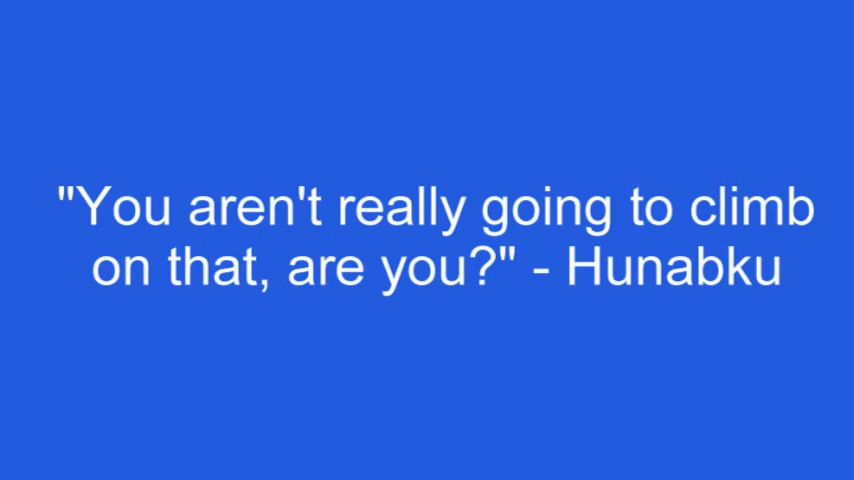 "You aren't really going to climb
on that, are you?" - Hunabku